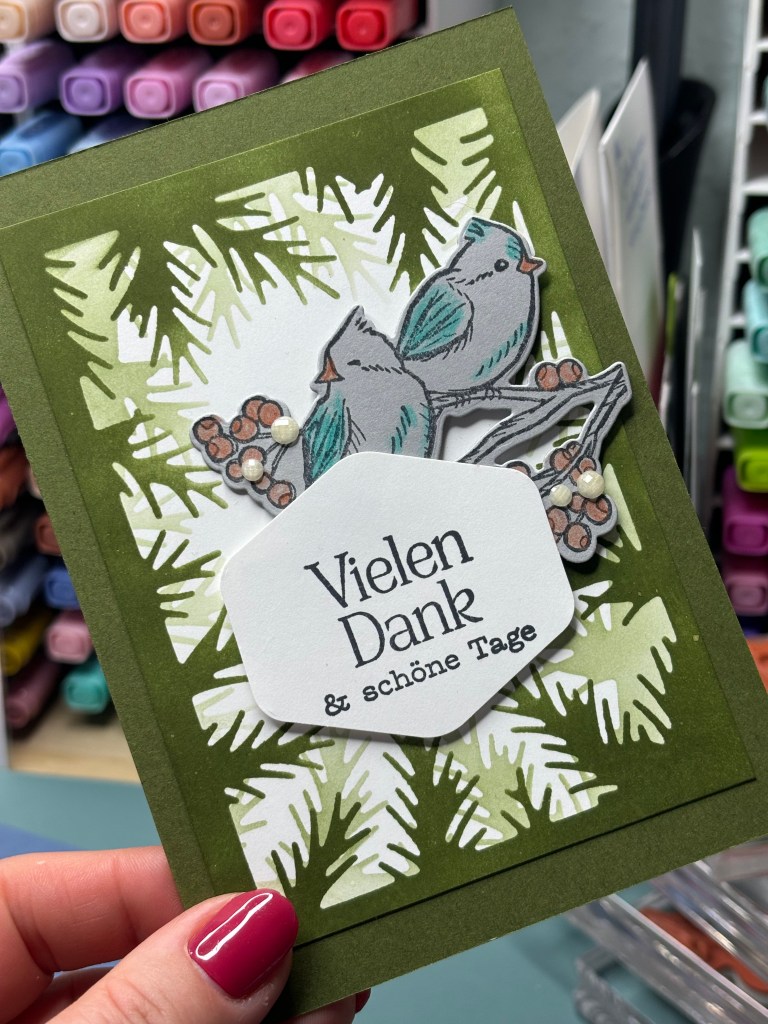 Vielen
Dank
& schöne Tage